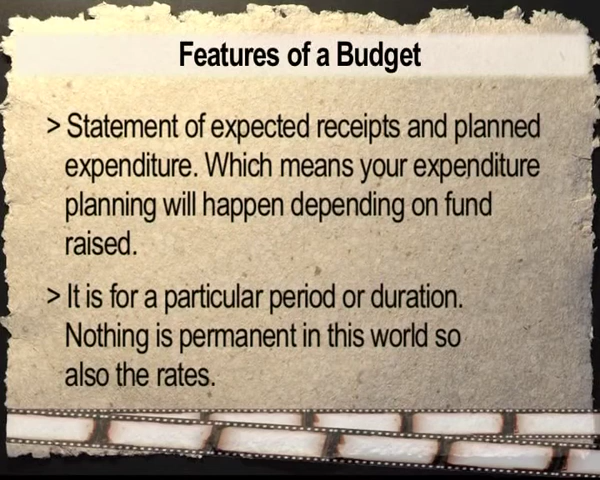 Features of a Budget
> Statement of expected receipts and planned
expenditure. Which means your expenditure
planning will happen depending on fund
raised.
> It is for a particular period or duration.
Nothing is permanent in this world so
also the rates.